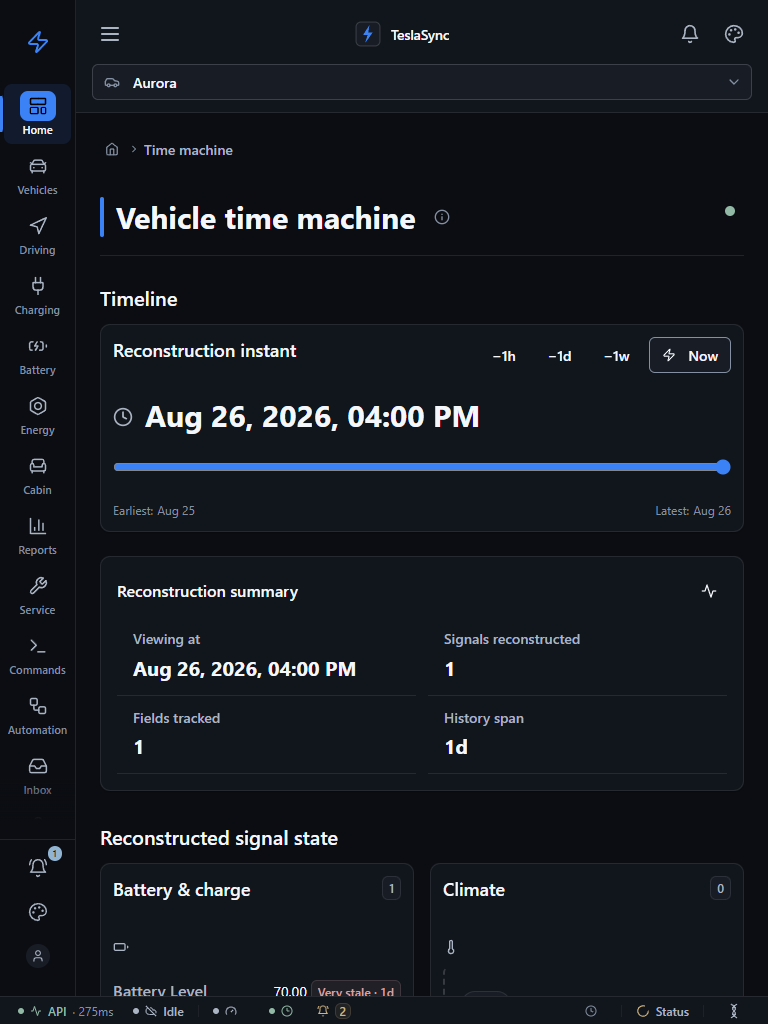 TeslaSync
Aurora
Home
Vehicles
Driving
Charging
Battery
Energy
Cabin
Reports
Service
Commands
Automation
Inbox
1
Time machine
Vehicle time machine
Timeline
Reconstruction instant
−1h −1d −1w Now
Aug 26, 2026, 04:00 PM
Earliest: Aug 25 Latest: Aug 26
Reconstruction summary
Viewing at Signals reconstructed
Aug 26, 2026, 04:00 PM 1
Fields tracked History span
1 1d
Reconstructed signal state
Battery & charge 1 Climate 0
Battery Level 70.00 Very stale · 1d
API · 275ms Idle 2 Status